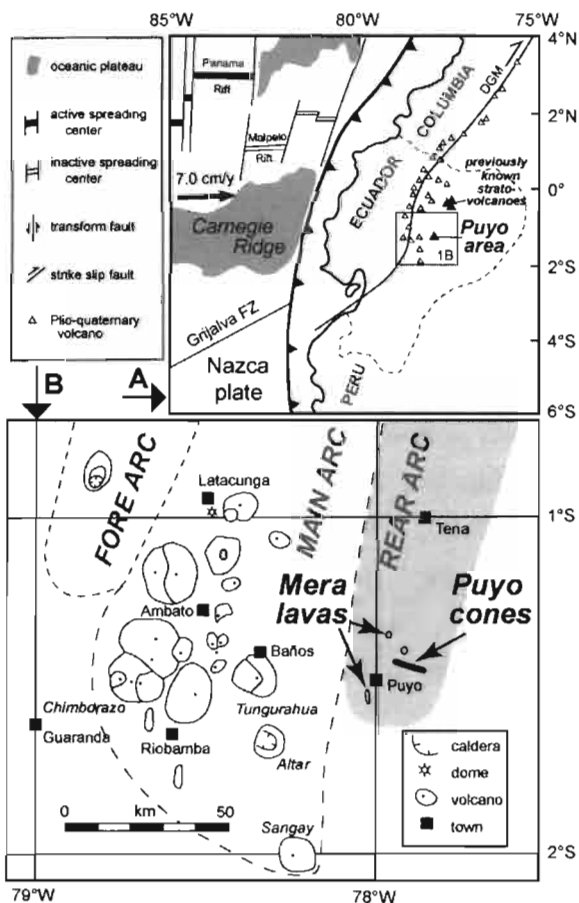 85°W
80°W
75°W
oceanic plateau
active spreading
center
inactive spreading
center
transform fault
strike slip fault
Plio-quaternary
volcano
Panama
Rift
Malpelo
Rift
7.0 cm/y
Carnegie
Ridge
Grijalva FZ
Nazca
plate
COLUMBIA
ECUADOR
PERU
DGM
previously
known
strato-
volcanoes
Puyo
area
1B
4°N
2°N
0°
2°S
4°S
6°S
B
A
FORE ARC
MAIN ARC
REAR ARC
Latacunga
1°S
Tena
Mera
lavas
Puyo
cones
Ambato
Baños
Puyo
Chimborazo
Guaranda
Tungurahua
Riobamba
Altar
Sangay
0
km
50
caldera
dome
volcano
town
2°S
79°W
78°W